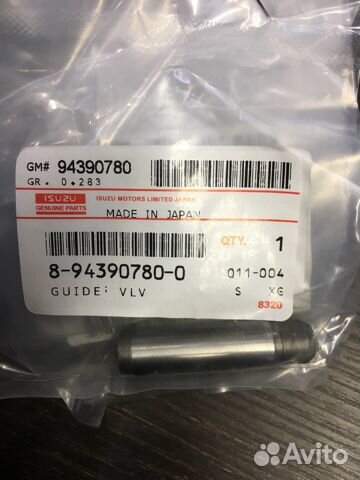 GM# 94390780
GR. 0.283
ISUZU
GENUINE PARTS
ISUZU MOTORS LIMITED JAPAN
MADE IN JAPAN
QTY. 1
8-94390780-0
011-004
GUIDE: VLV
S XG
8320
Avito